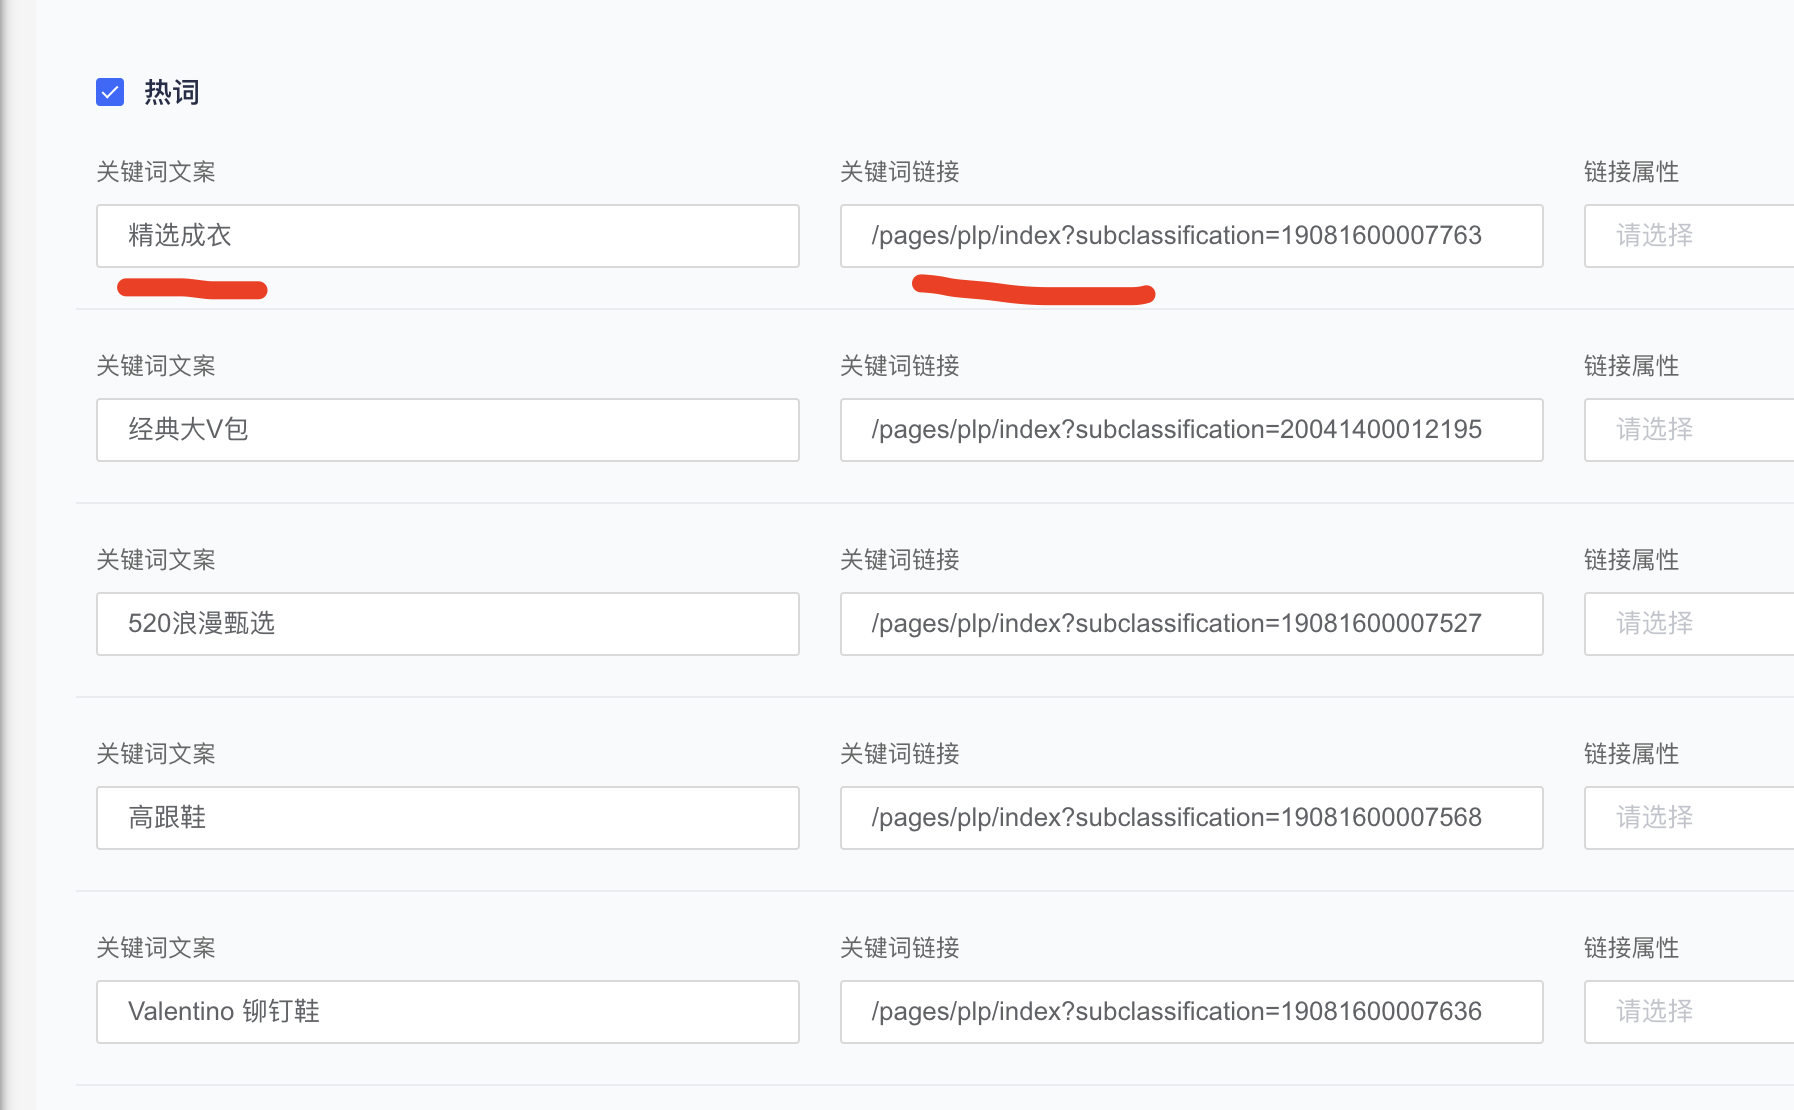 热词
关键词文案 关键词链接 链接属性
精选成衣 /pages/plp/index?subclassification=19081600007763 请选择
关键词文案 关键词链接 链接属性
经典大V包 /pages/plp/index?subclassification=20041400012195 请选择
关键词文案 关键词链接 链接属性
520浪漫甄选 /pages/plp/index?subclassification=19081600007527 请选择
关键词文案 关键词链接 链接属性
高跟鞋 /pages/plp/index?subclassification=19081600007568 请选择
关键词文案 关键词链接 链接属性
Valentino 铆钉鞋 /pages/plp/index?subclassification=19081600007636 请选择